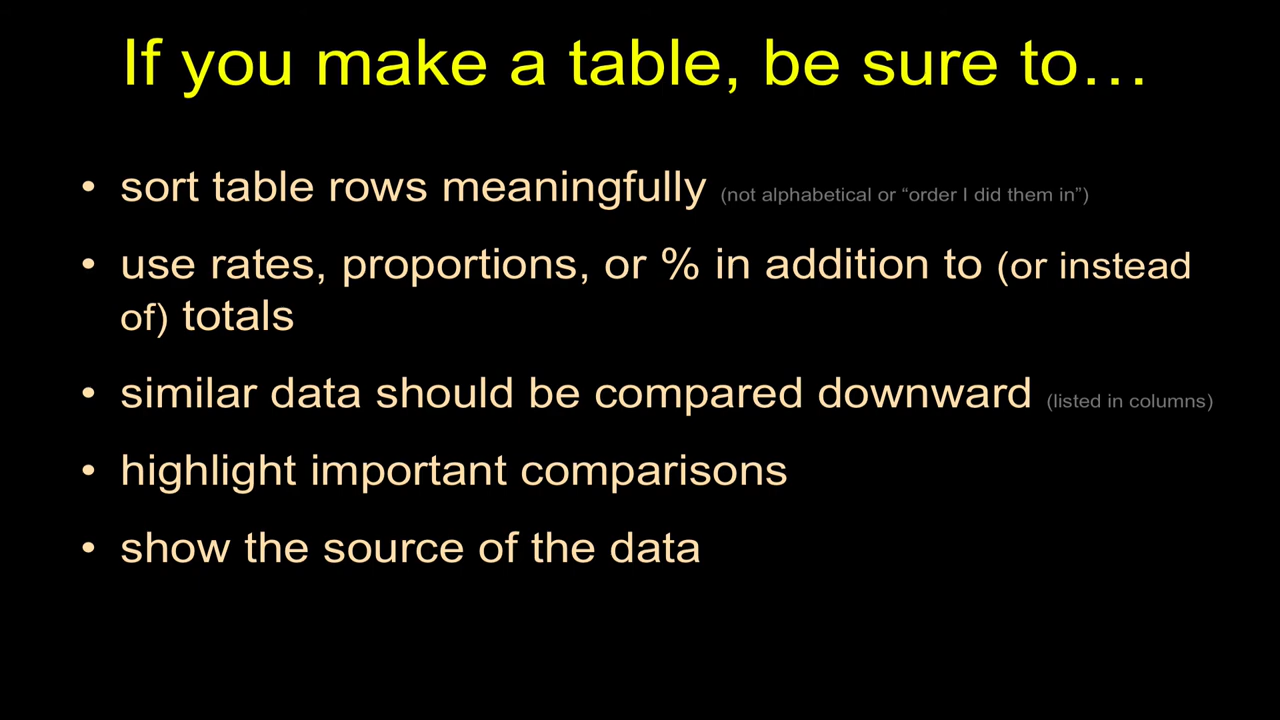 If you make a table, be sure to…
• sort table rows meaningfully (not alphabetical or “order I did them in”)
• use rates, proportions, or % in addition to (or instead
of) totals
• similar data should be compared downward (listed in columns)
• highlight important comparisons
• show the source of the data